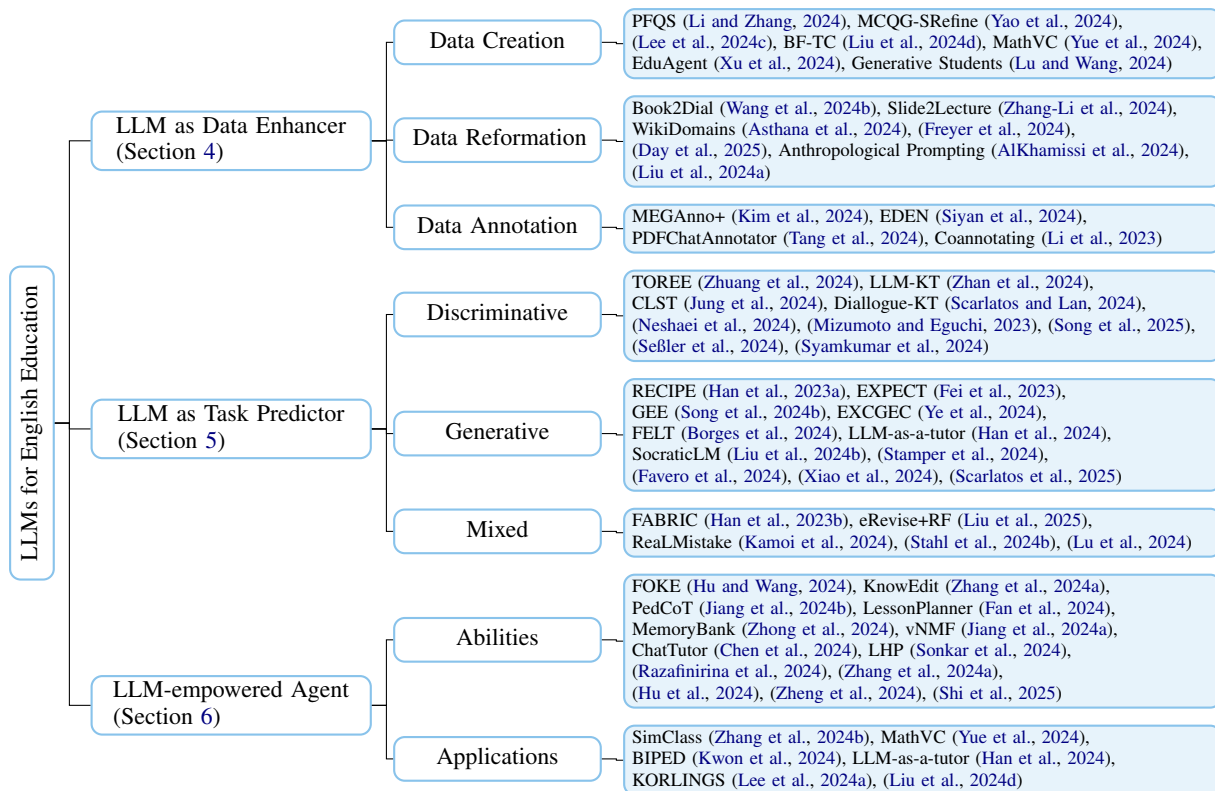 LLMs for English Education
LLM as Data Enhancer
(Section 4)
Data Creation
PFQS (Li and Zhang, 2024), MCQG-SRefine (Yao et al., 2024),
(Lee et al., 2024c), BF-TC (Liu et al., 2024d), MathVC (Yue et al., 2024),
EduAgent (Xu et al., 2024), Generative Students (Lu and Wang, 2024)
Data Reformation
Book2Dial (Wang et al., 2024b), Slide2Lecture (Zhang-Li et al., 2024),
WikiDomains (Asthana et al., 2024), (Freyer et al., 2024),
(Day et al., 2025), Anthropological Prompting (AlKhamissi et al., 2024),
(Liu et al., 2024a)
Data Annotation
MEGAnno+ (Kim et al., 2024), EDEN (Siyan et al., 2024),
PDFChatAnnotator (Tang et al., 2024), Coannotating (Li et al., 2023)
LLM as Task Predictor
(Section 5)
Discriminative
TOREE (Zhuang et al., 2024), LLM-KT (Zhan et al., 2024),
CLST (Jung et al., 2024), Diallogue-KT (Scarlatos and Lan, 2024),
(Neshaei et al., 2024), (Mizumoto and Eguchi, 2023), (Song et al., 2025),
(Seßler et al., 2024), (Syamkumar et al., 2024)
Generative
RECIPE (Han et al., 2023a), EXPECT (Fei et al., 2023),
GEE (Song et al., 2024b), EXCGEC (Ye et al., 2024),
FELT (Borges et al., 2024), LLM-as-a-tutor (Han et al., 2024),
SocraticLM (Liu et al., 2024b), (Stamper et al., 2024),
(Favero et al., 2024), (Xiao et al., 2024), (Scarlatos et al., 2025)
Mixed
FABRIC (Han et al., 2023b), eRevise+RF (Liu et al., 2025),
ReaLMistake (Kamoi et al., 2024), (Stahl et al., 2024b), (Lu et al., 2024)
LLM-empowered Agent
(Section 6)
Abilities
FOKE (Hu and Wang, 2024), KnowEdit (Zhang et al., 2024a),
PedCoT (Jiang et al., 2024b), LessonPlanner (Fan et al., 2024),
MemoryBank (Zhong et al., 2024), vNMF (Jiang et al., 2024a),
ChatTutor (Chen et al., 2024), LHP (Sonkar et al., 2024),
(Razafinirina et al., 2024), (Zhang et al., 2024a),
(Hu et al., 2024), (Zheng et al., 2024), (Shi et al., 2025)
Applications
SimClass (Zhang et al., 2024b), MathVC (Yue et al., 2024),
BIPED (Kwon et al., 2024), LLM-as-a-tutor (Han et al., 2024),
KORLINGS (Lee et al., 2024a), (Liu et al., 2024d)